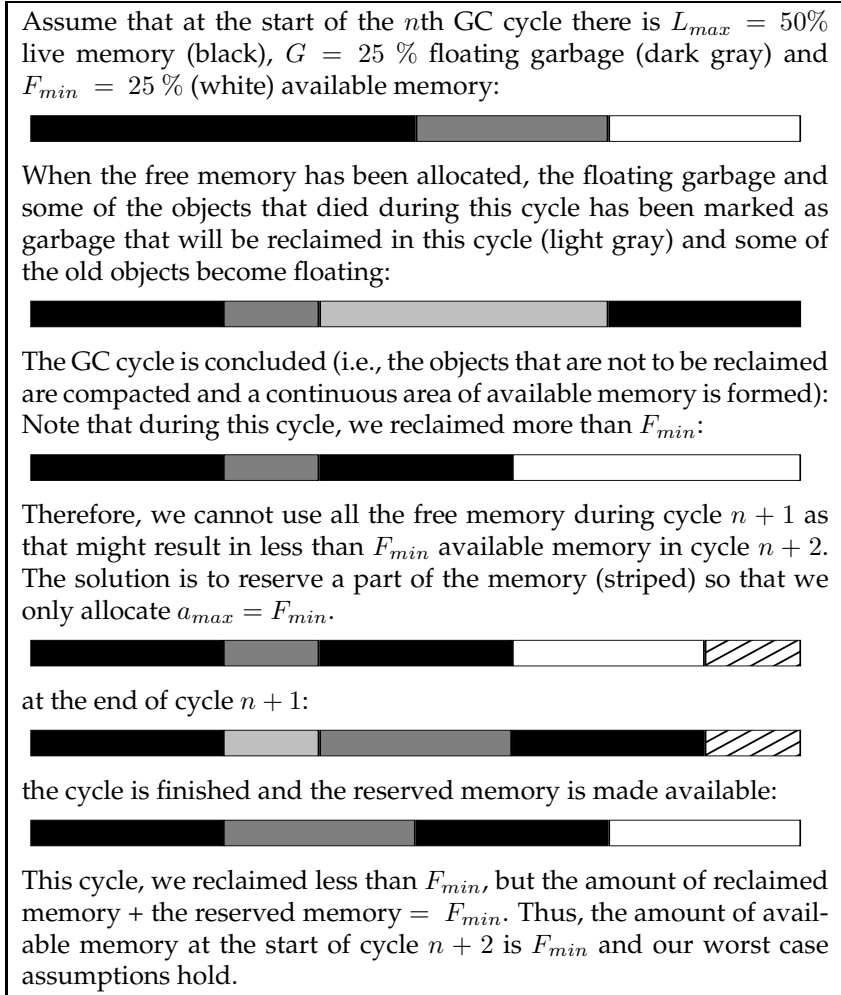 Assume that at the start of the nth GC cycle there is L_max = 50%
live memory (black), G = 25 % floating garbage (dark gray) and
F_min = 25 % (white) available memory:
When the free memory has been allocated, the floating garbage and
some of the objects that died during this cycle has been marked as
garbage that will be reclaimed in this cycle (light gray) and some of
the old objects become floating:
The GC cycle is concluded (i.e., the objects that are not to be reclaimed
are compacted and a continuous area of available memory is formed):
Note that during this cycle, we reclaimed more than F_min:
Therefore, we cannot use all the free memory during cycle n + 1 as
that might result in less than F_min available memory in cycle n + 2.
The solution is to reserve a part of the memory (striped) so that we
only allocate a_max = F_min.
at the end of cycle n + 1:
the cycle is finished and the reserved memory is made available:
This cycle, we reclaimed less than F_min, but the amount of reclaimed
memory + the reserved memory = F_min. Thus, the amount of avail-
able memory at the start of cycle n + 2 is F_min and our worst case
assumptions hold.